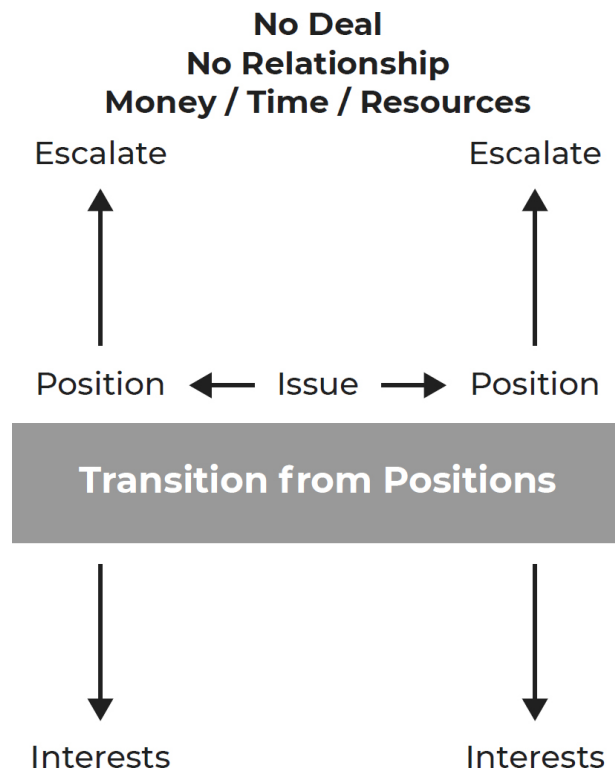 No Deal
No Relationship
Money / Time / Resources
Escalate Escalate
Position Issue Position
Transition from Positions
Interests Interests